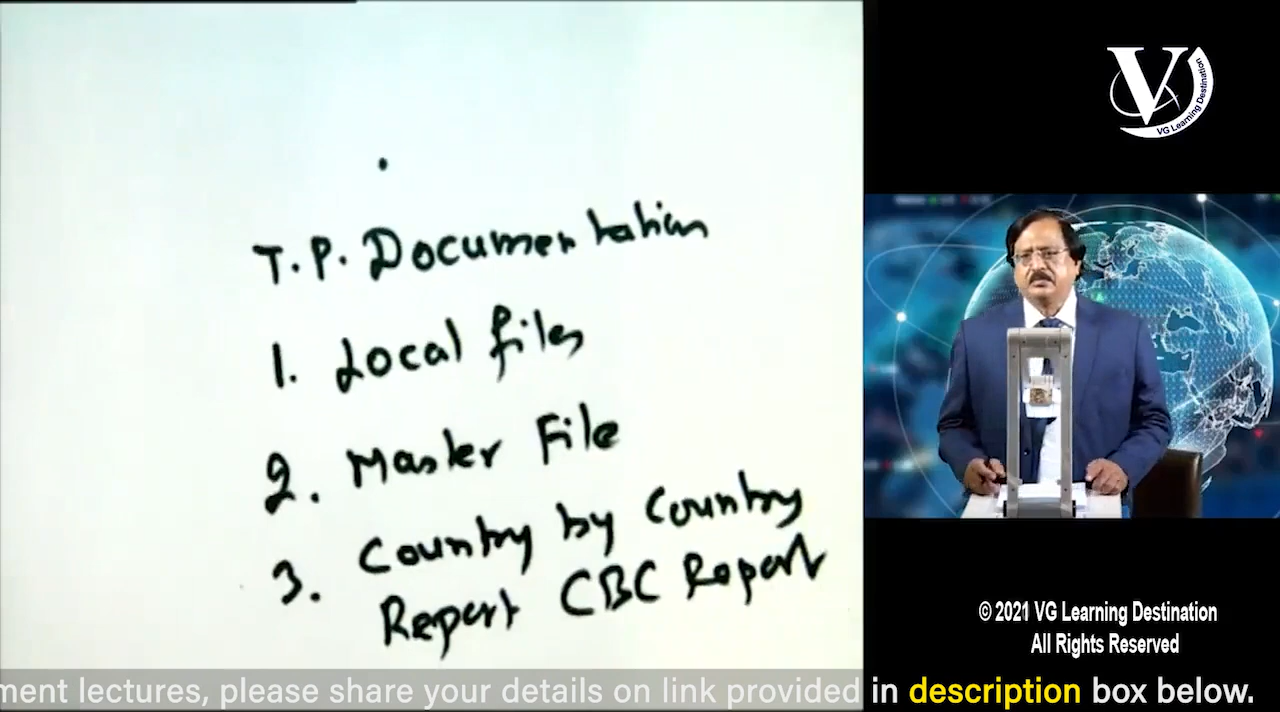 T.P. Documentation
1. Local files
2. Master File
3. Country by Country
Report CBC Report
V
VG Learning Destination
© 2021 VG Learning Destination
All Rights Reserved
ment lectures, please share your details on link provided in description box below.